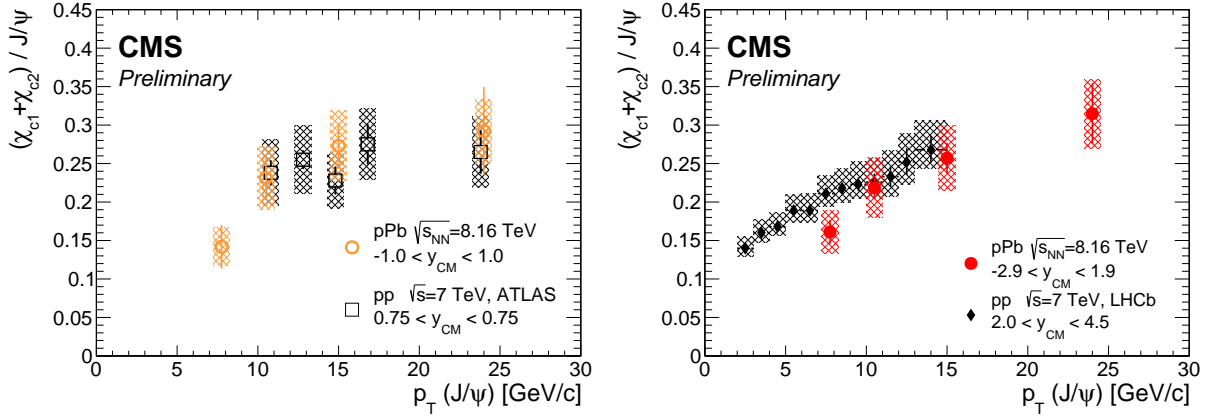 (χc1+χc2) / J/ψ
0.45
0.4
0.35
0.3
0.25
0.2
0.15
0.1
0.05
0
CMS
Preliminary
pPb √sNN=8.16 TeV
-1.0 < yCM < 1.0
pp √s=7 TeV, ATLAS
0.75 < yCM < 0.75
0 5 10 15 20 25 30
pT (J/ψ) [GeV/c]
(χc1+χc2) / J/ψ
0.45
0.4
0.35
0.3
0.25
0.2
0.15
0.1
0.05
0
CMS
Preliminary
pPb √sNN=8.16 TeV
-2.9 < yCM < 1.9
pp √s=7 TeV, LHCb
2.0 < yCM < 4.5
0 5 10 15 20 25 30
pT (J/ψ) [GeV/c]